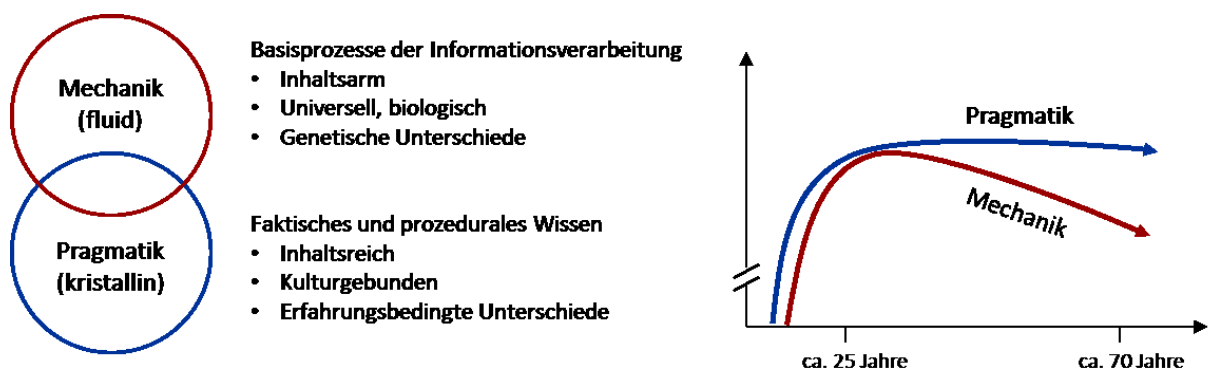 Mechanik
(fluid)
Basisprozesse der Informationsverarbeitung
• Inhaltsarm
• Universell, biologisch
• Genetische Unterschiede
Pragmatik
(kristallin)
Faktisches und prozedurales Wissen
• Inhaltsreich
• Kulturgebunden
• Erfahrungsbedingte Unterschiede
Pragmatik
Mechanik
ca. 25 Jahre
ca. 70 Jahre